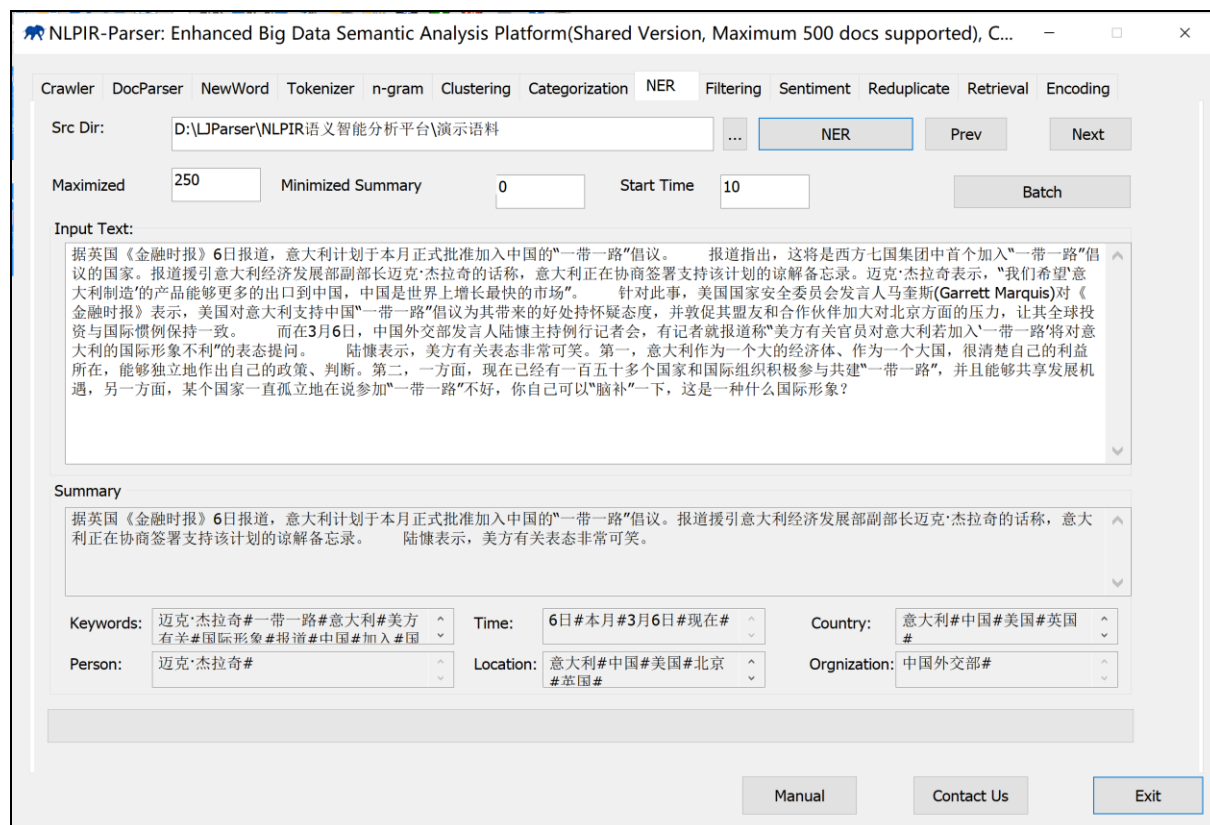 NLPIR-Parser: Enhanced Big Data Semantic Analysis Platform(Shared Version, Maximum 500 docs supported), C...
Crawler DocParser NewWord Tokenizer n-gram Clustering Categorization NER Filtering Sentiment Reduplicate Retrieval Encoding
Src Dir: D:\LJParser\NLPIR语义智能分析平台\演示语料 ... NER Prev Next
Maximized 250 Minimized Summary 0 Start Time 10 Batch
Input Text:
据英国《金融时报》6日报道，意大利计划于本月正式批准加入中国的“一带一路”倡议。 报道指出，这将是西方七国集团中首个加入“一带一路”倡
议的国家。报道援引意大利经济发展部副部长迈克·杰拉奇的话称，意大利正在协商签署支持该计划的谅解备忘录。迈克·杰拉奇表示，“我们希望‘意
大利制造’的产品能够更多的出口到中国，中国是世界上增长最快的市场”。 针对此事，美国国家安全委员会发言人马奎斯(Garrett Marquis)对《
金融时报》表示，美国对意大利支持中国“一带一路”倡议为其带来的好处持怀疑态度，并敦促其盟友和合作伙伴加大对北京方面的压力，让其全球投
资与国际惯例保持一致。 而在3月6日，中国外交部发言人陆慷主持例行记者会，有记者就报道称“美方有关官员对意大利若加入‘一带一路’将对意
大利的国际形象不利”的表态提问。 陆慷表示，美方有关表态非常可笑。第一，意大利作为一个大的经济体、作为一个大国，很清楚自己的利益
所在，能够独立地作出自己的政策、判断。第二，一方面，现在已经有一百五十多个国家和国际组织积极参与共建“一带一路”，并且能够共享发展机
遇，另一方面，某个国家一直孤立地在说参加“一带一路”不好，你自己可以“脑补”一下，这是一种什么国际形象？
Summary
据英国《金融时报》6日报道，意大利计划于本月正式批准加入中国的“一带一路”倡议。报道援引意大利经济发展部副部长迈克·杰拉奇的话称，意大
利正在协商签署支持该计划的谅解备忘录。 陆慷表示，美方有关表态非常可笑。
Keywords: 迈克·杰拉奇#一带一路#意大利#美方
有关#国际形象#报道#中国#加入#国
Time: 6日#本月#3月6日#现在#
Country: 意大利#中国#美国#英国
#
Person: 迈克·杰拉奇#
Location: 意大利#中国#美国#北京
#英国#
Orgnization: 中国外交部#
Manual Contact Us Exit